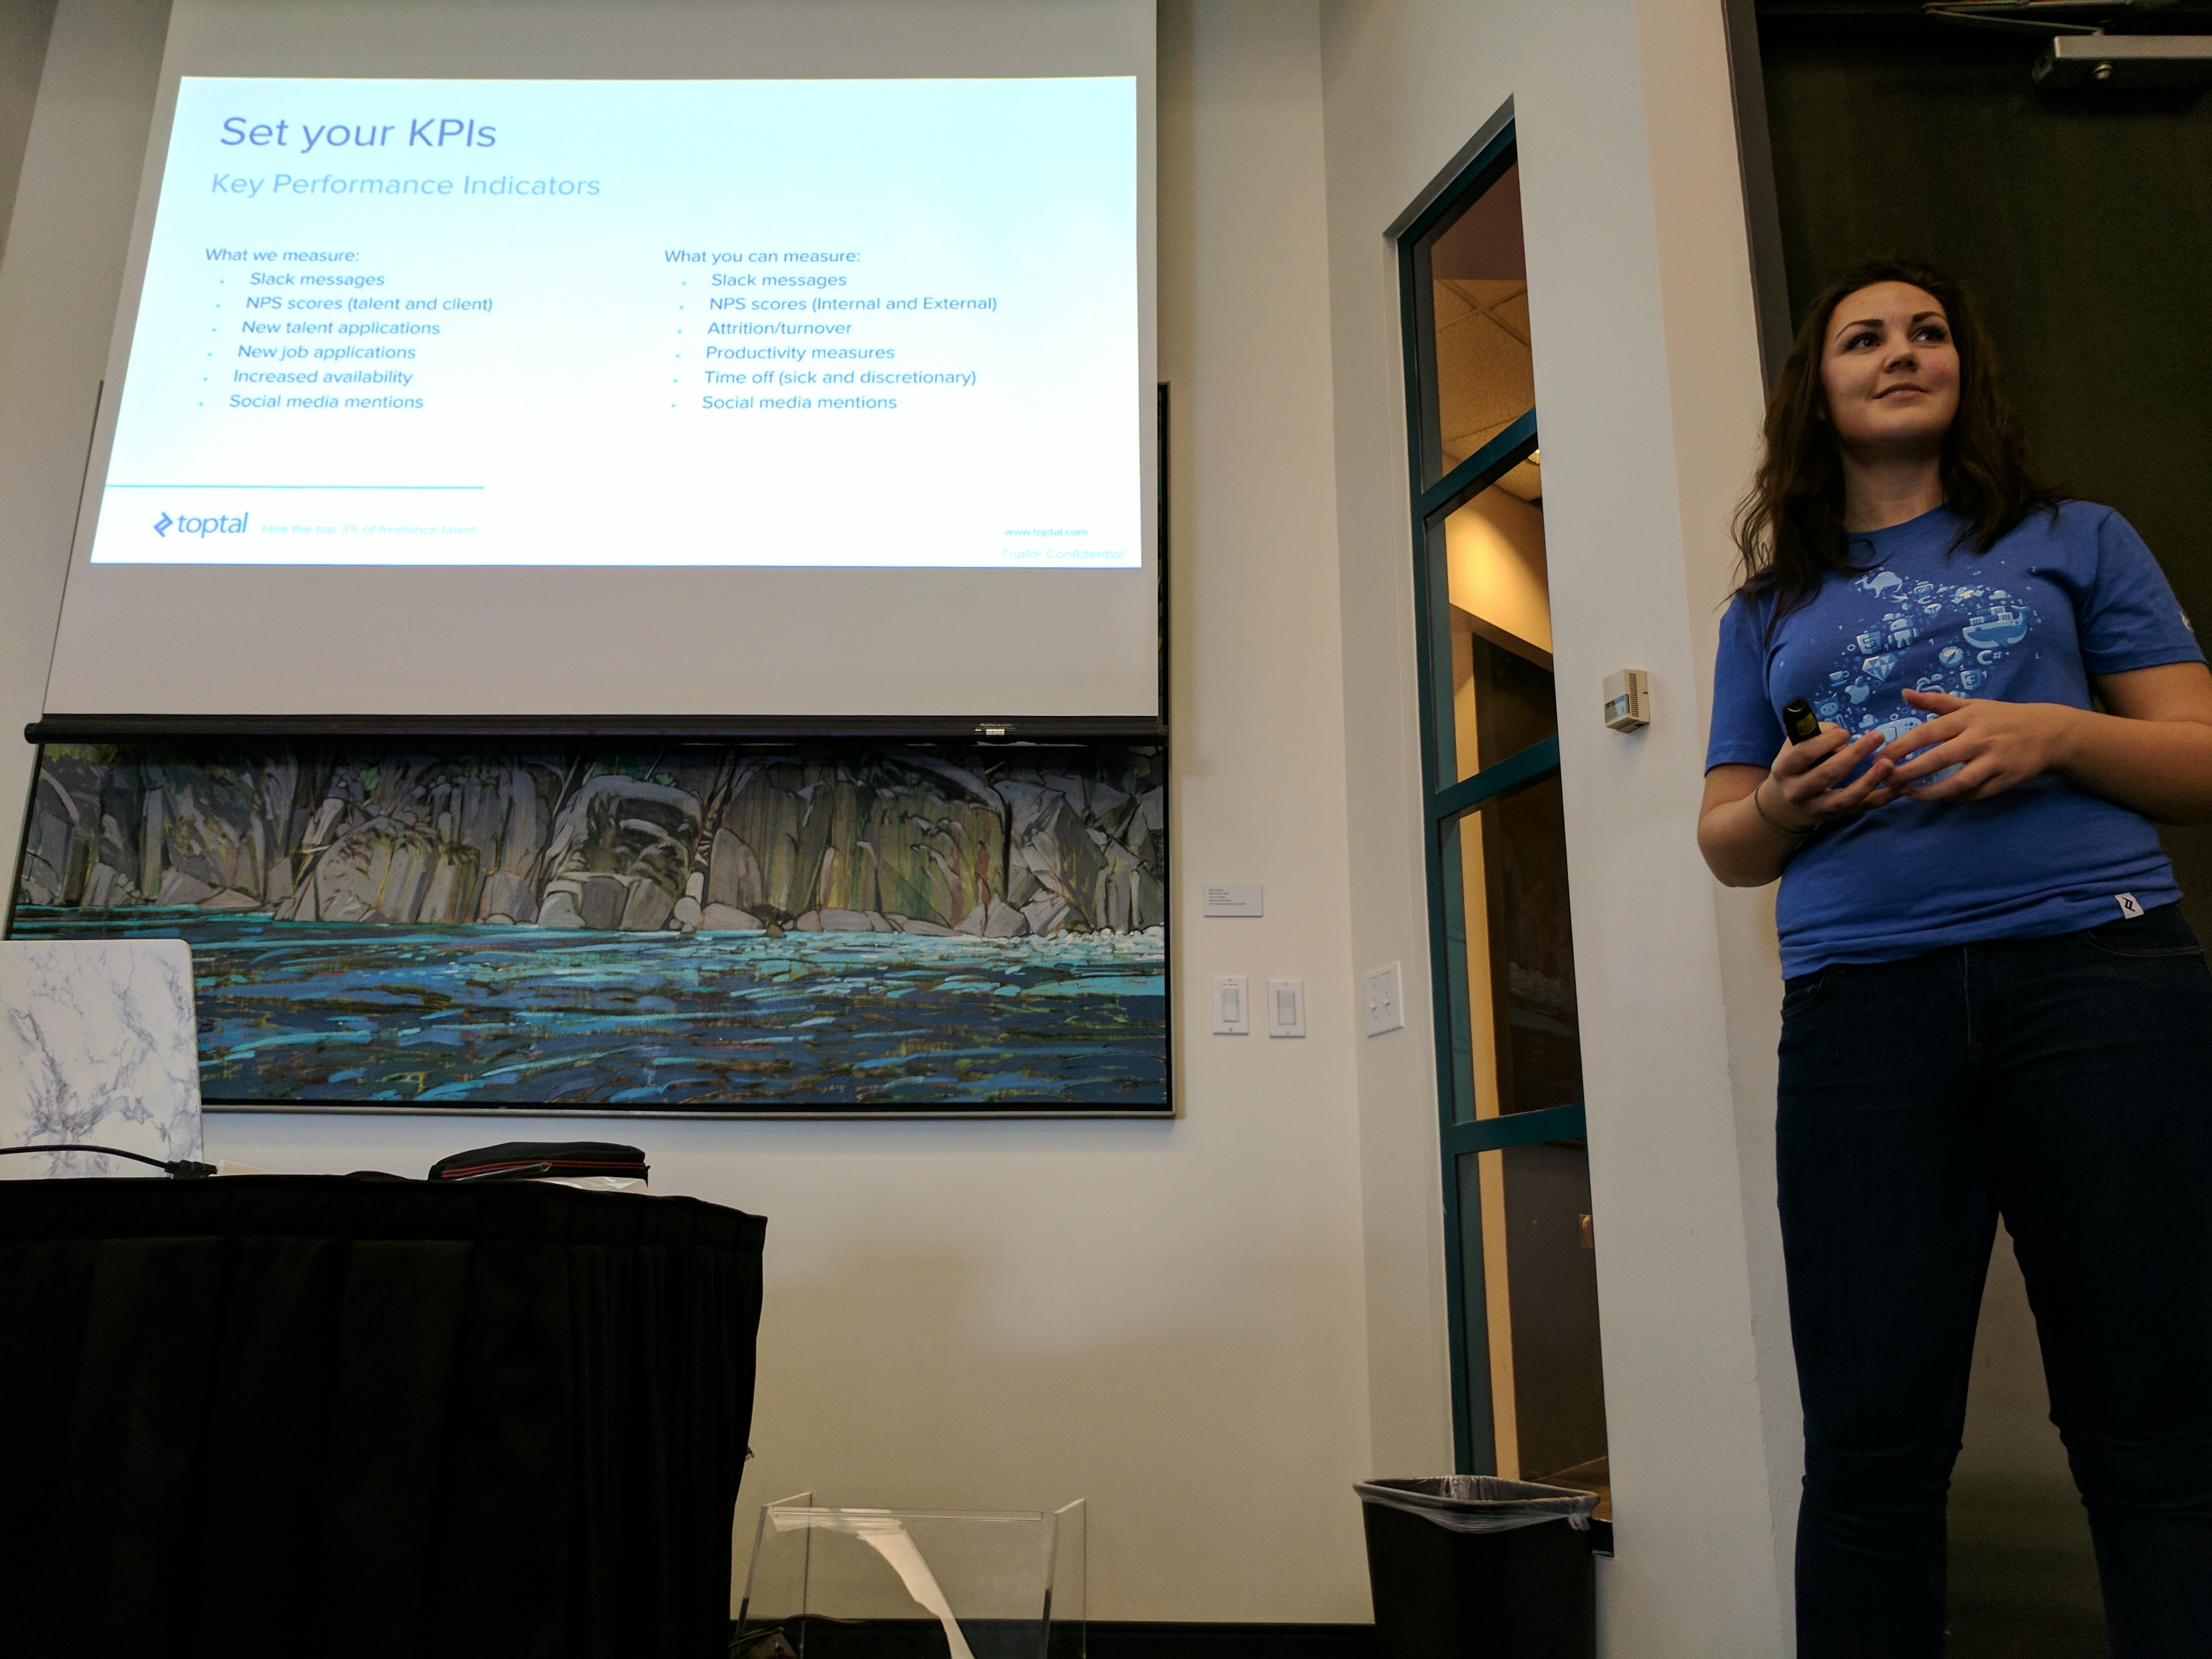 Set your KPIs
Key Performance Indicators
What we measure:
Slack messages
NPS scores (talent and client)
New talent applications
New job applications
Increased availability
Social media mentions
What you can measure:
Slack messages
NPS scores (Internal and External)
Attrition/turnover
Productivity measures
Time off (sick and discretionary)
Social media mentions
toptal Hire the top 3% of freelance talent
www.toptal.com
Toptal Confidential
C#